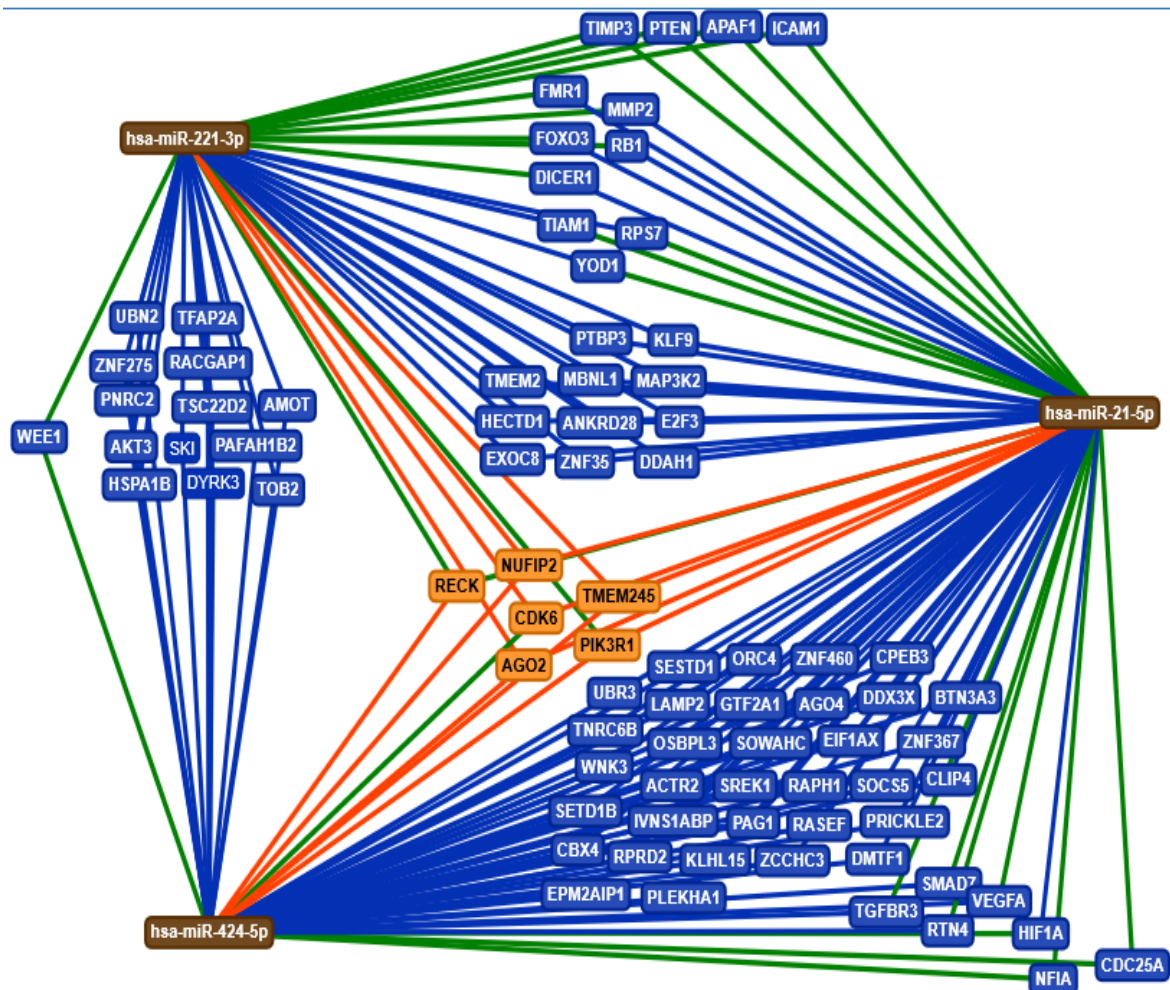 TIMP3 PTEN APAF1 ICAM1
FMR1 MMP2
hsa-miR-221-3p FOXO3 RB1
DICER1
TIAM1 RPS7
YOD1
UBN2 TFAP2A
PTBP3 KLF9
ZNF275 RACGAP1
TMEM2 MBNL1 MAP3K2
PNRC2 TSC22D2 AMOT
hsa-miR-21-5p
HECTD1 ANKRD28 E2F3
WEE1 AKT3 SKI PAFAH1B2
EXOC8 ZNF35 DDAH1
HSPA1B DYRK3 TOB2
NUFIP2
RECK TMEM245
CDK6
PIK3R1
AGO2
SESTD1 ORC4 ZNF460 CPEB3
UBR3 LAMP2 GTF2A1 AGO4 DDX3X BTN3A3
TNRC6B OSBPL3 SOWAHC EIF1AX ZNF367
WNK3 ACTR2 SREK1 RAPH1 SOCS5 CLIP4
SETD1B IVNS1ABP PAG1 RASEF PRICKLE2
CBX4 RPRD2 KLHL15 ZCCHC3 DMTF1
EPM2AIP1 PLEKHA1 SMAD7 VEGFA
TGFBR3
hsa-miR-424-5p RTN4 HIF1A
CDC25A
NFIA